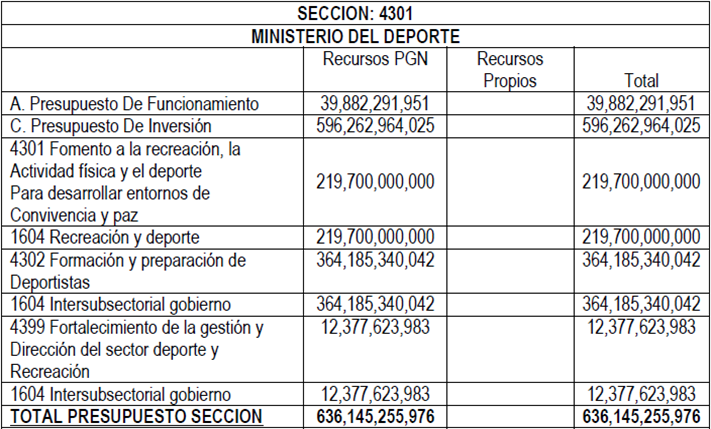 SECCION: 4301
MINISTERIO DEL DEPORTE
Recursos PGN Recursos Propios Total
A. Presupuesto De Funcionamiento 39,882,291,951 39,882,291,951
C. Presupuesto De Inversión 596,262,964,025 596,262,964,025
4301 Fomento a la recreación, la
Actividad física y el deporte
Para desarrollar entornos de
Convivencia y paz
219,700,000,000 219,700,000,000
1604 Recreación y deporte 219,700,000,000 219,700,000,000
4302 Formación y preparación de 364,185,340,042 364,185,340,042
Deportistas
1604 Intersubsectorial gobierno 364,185,340,042 364,185,340,042
4399 Fortalecimiento de la gestión y 12,377,623,983 12,377,623,983
Dirección del sector deporte y
Recreación
1604 Intersubsectorial gobierno 12,377,623,983 12,377,623,983
TOTAL PRESUPUESTO SECCION 636,145,255,976 636,145,255,976